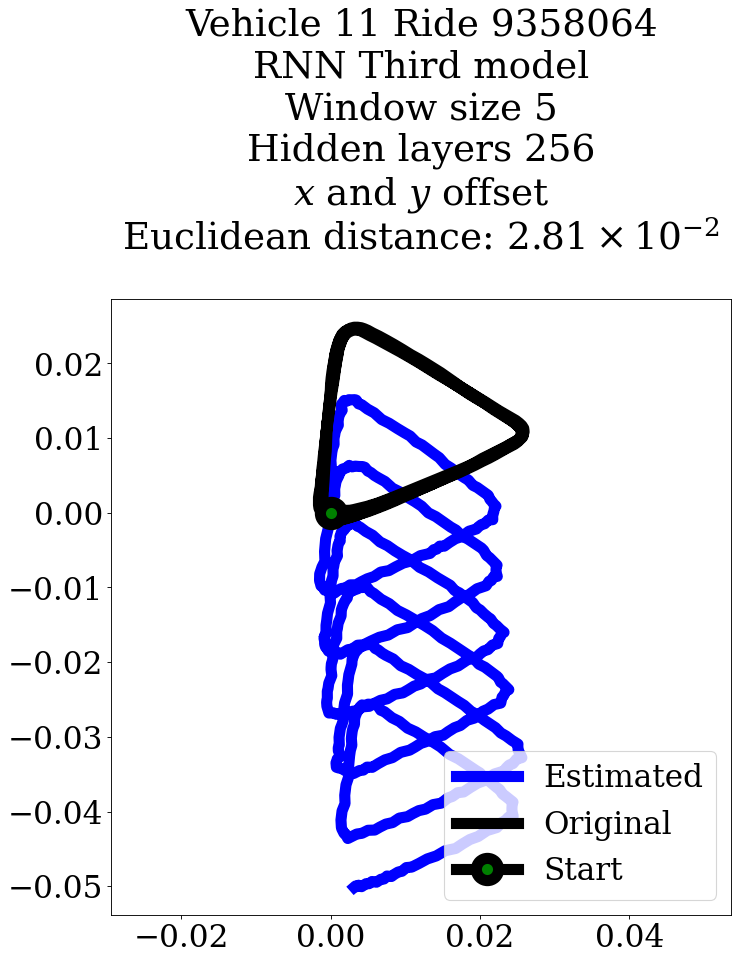 Vehicle 11 Ride 9358064
RNN Third model
Window size 5
Hidden layers 256
x and y offset
Euclidean distance: 2.81 × 10⁻²
0.02
0.01
0.00
−0.01
−0.02
−0.03
−0.04
−0.05
Estimated
Original
Start
−0.02 0.00 0.02 0.04